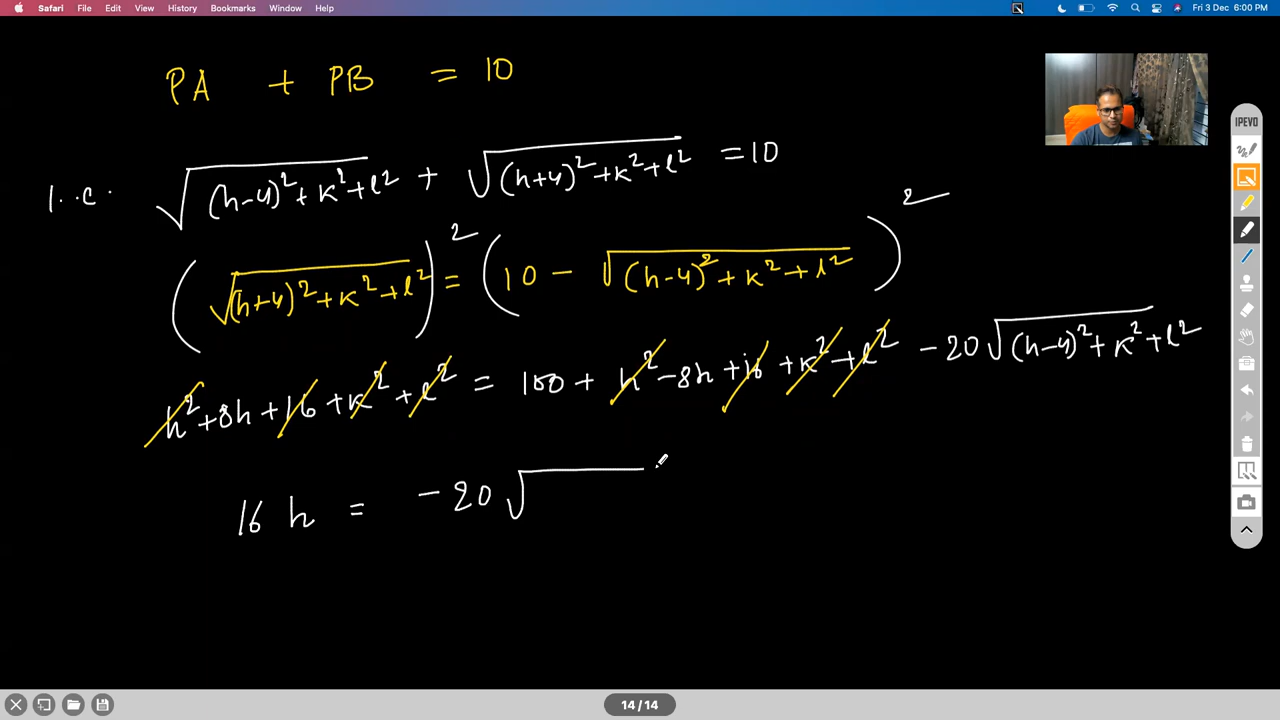 Safari File Edit View History Bookmarks Window Help Fri 3 Dec 6:00 PM
PA + PB = 10
IPEVO
1..c. √((h-4)²+k²+l²) + √((h+4)²+k²+l²) = 10
(√((h+4)²+k²+l²))² = (10 - √((h-4)²+k²+l²))²
h²+8h+16+k²+l² = 100+h²-8h+16+k²+l² -20√((h-4)²+k²+l²)
16 h = -20√
14/14